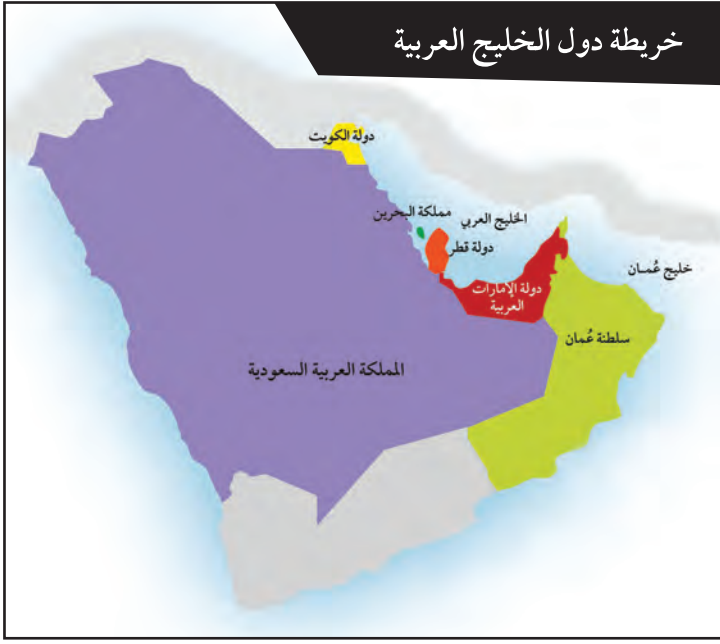 خريطة دول الخليج العربية
دولة الكويت
مملكة البحرين
الخليج العربي
دولة قطر
خليج عُمـان
دولة الإمارات
العربية
سلطنة عُمان
المملكة العربية السعودية